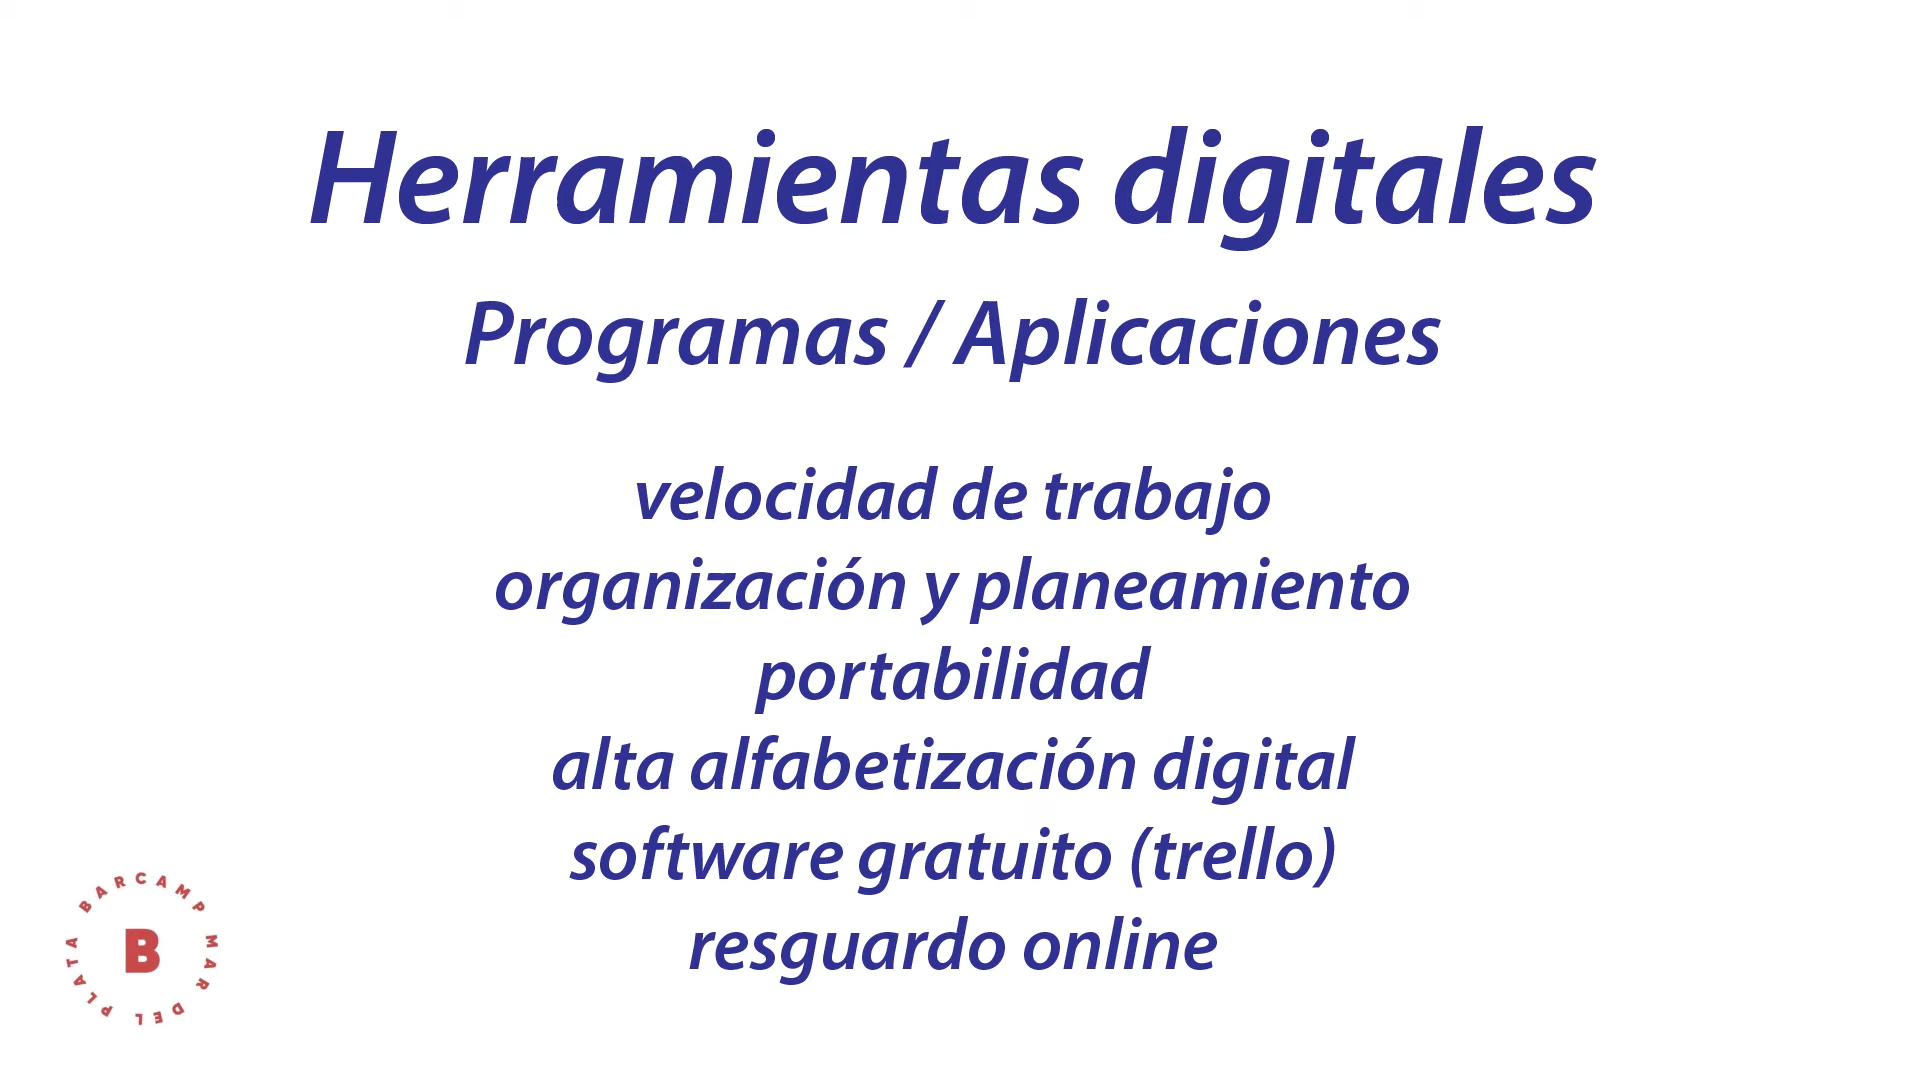 Herramientas digitales
Programas / Aplicaciones
velocidad de trabajo
organización y planeamiento
portabilidad
alta alfabetización digital
software gratuito (trello)
resguardo online
BARCAMP MAR DEL PLATA
B